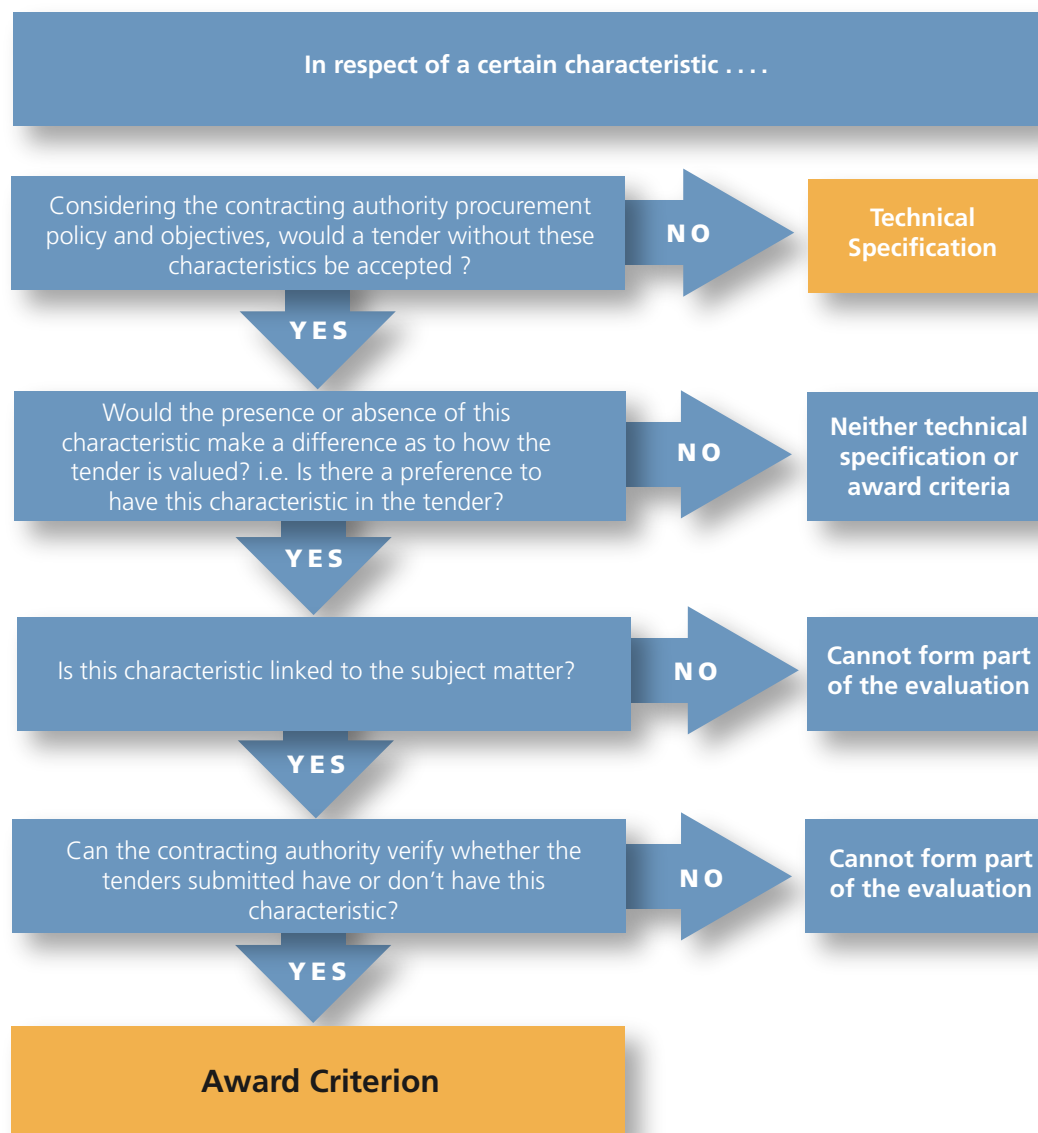 In respect of a certain characteristic . . . .
Considering the contracting authority procurement
policy and objectives, would a tender without these
characteristics be accepted ?
NO
Technical
Specification
YES
Would the presence or absence of this
characteristic make a difference as to how the
tender is valued? i.e. Is there a preference to
have this characteristic in the tender?
NO
Neither technical
specification or
award criteria
YES
Is this characteristic linked to the subject matter?
NO
Cannot form part
of the evaluation
YES
Can the contracting authority verify whether the
tenders submitted have or don’t have this
characteristic?
NO
Cannot form part
of the evaluation
YES
Award Criterion